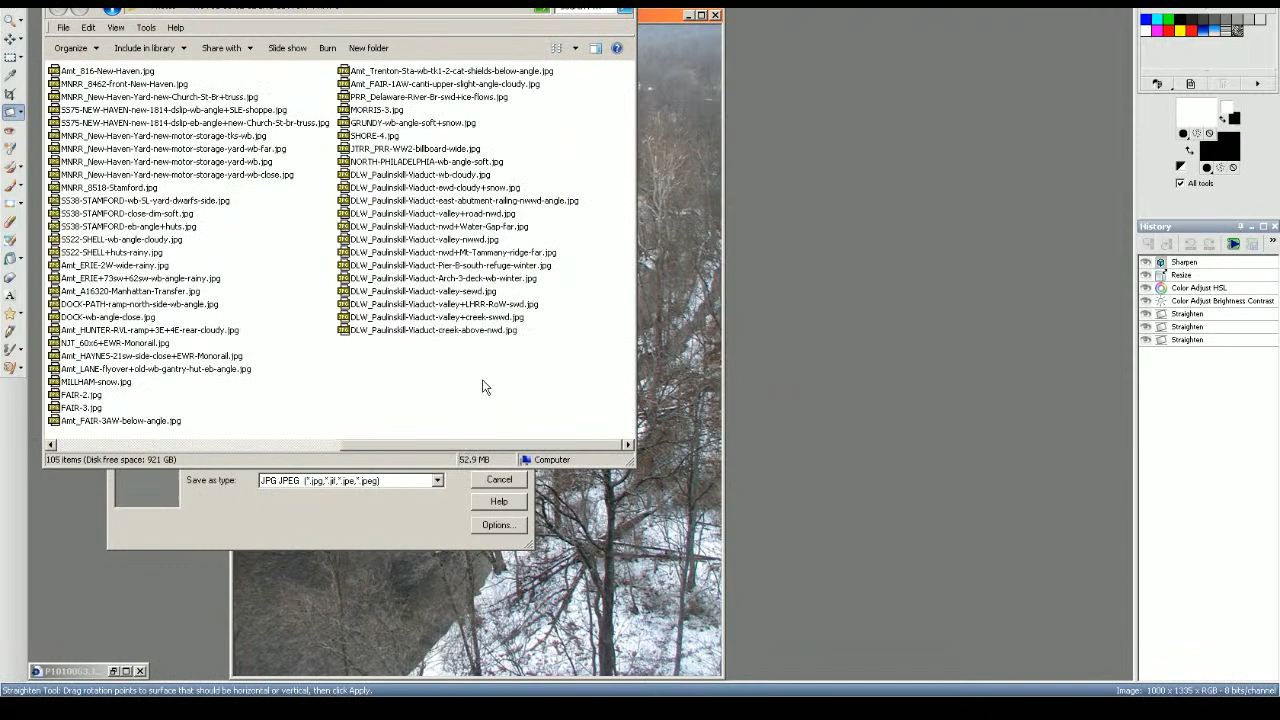 File Edit View Tools Help
Organize Include in library Share with Slide show Burn New folder
Amt_816-New-Haven.jpg
MNRR_8462-front-New-Haven.jpg
MNRR_New-Haven-Yard-new-Church-St-Br+truss.jpg
SS75-NEW-HAVEN-new-1814-dslip-wb-angle+SLE-shoppe.jpg
SS75-NEW-HAVEN-new-1814-dslip-eb-angle+new-Church-St-br-truss.jpg
MNRR_New-Haven-Yard-new-motor-storage-tks-wb.jpg
MNRR_New-Haven-Yard-new-motor-storage-yard-wb-far.jpg
MNRR_New-Haven-Yard-new-motor-storage-yard-wb.jpg
MNRR_New-Haven-Yard-new-motor-storage-yard-wb-close.jpg
MNRR_8518-Stamford.jpg
SS38-STAMFORD-wb-SL-yard-dwarfs-side.jpg
SS38-STAMFORD-close-dim-soft.jpg
SS38-STAMFORD-eb-angle+huts.jpg
SS22-SHELL-wb-angle-cloudy.jpg
SS22-SHELL+huts-rainy.jpg
Amt_ERIE-2W-wide-rainy.jpg
Amt_ERIE+73sw+62sw-wb-angle-rainy.jpg
Amt_A16320-Manhattan-Transfer.jpg
DOCK-PATH-ramp-north-side-wb-angle.jpg
DOCK-wb-angle-close.jpg
Amt_HUNTER-RVL-ramp+3E+4E-rear-cloudy.jpg
NJT_60x6+EWR-Monorail.jpg
Amt_HAYNES-21sw-side-close+EWR-Monorail.jpg
Amt_LANE-flyover+old-wb-gantry-hut-eb-angle.jpg
MILLHAM-snow.jpg
FAIR-2.jpg
FAIR-3.jpg
Amt_FAIR-3AW-below-angle.jpg
Amt_Trenton-Sta-wb-tk1-2-cat-shields-below-angle.jpg
Amt_FAIR-1AW-canti-upper-slight-angle-cloudy.jpg
PRR_Delaware-River-Br-swd+ice-flows.jpg
MORRIS-3.jpg
GRUNDY-wb-angle-soft+snow.jpg
SHORE-4.jpg
JTRR_PRR-WW2-billboard-wide.jpg
NORTH-PHILADELPHIA-wb-angle-soft.jpg
DLW_Paulinskill-Viaduct-wb-cloudy.jpg
DLW_Paulinskill-Viaduct-ewd-cloudy+snow.jpg
DLW_Paulinskill-Viaduct-east-abutment-railing-nwwd-angle.jpg
DLW_Paulinskill-Viaduct-valley+road-nwd.jpg
DLW_Paulinskill-Viaduct-nwd+Water-Gap-far.jpg
DLW_Paulinskill-Viaduct-valley-nwwd.jpg
DLW_Paulinskill-Viaduct-nwd+Mt-Tammany-ridge-far.jpg
DLW_Paulinskill-Viaduct-Pier-B-south-refuge-winter.jpg
DLW_Paulinskill-Viaduct-Arch-3-deck-wb-winter.jpg
DLW_Paulinskill-Viaduct-valley-sewd.jpg
DLW_Paulinskill-Viaduct-valley+LHRR-RoW-swd.jpg
DLW_Paulinskill-Viaduct-valley+creek-swwd.jpg
DLW_Paulinskill-Viaduct-creek-above-nwd.jpg
105 items (Disk free space: 921 GB) 52.9 MB Computer
Save as type: JPG JPEG (*.jpg,*.jif,*.jpe,*.jpeg) Cancel
Help
Options...
All tools
History
Sharpen
Resize
Color Adjust HSL
Color Adjust Brightness Contrast
Straighten
Straighten
Straighten
Straighten Tool: Drag rotation points to surface that should be horizontal or vertical, then click Apply.
Image: 1000 x 1335 x RGB - 8 bits/channel